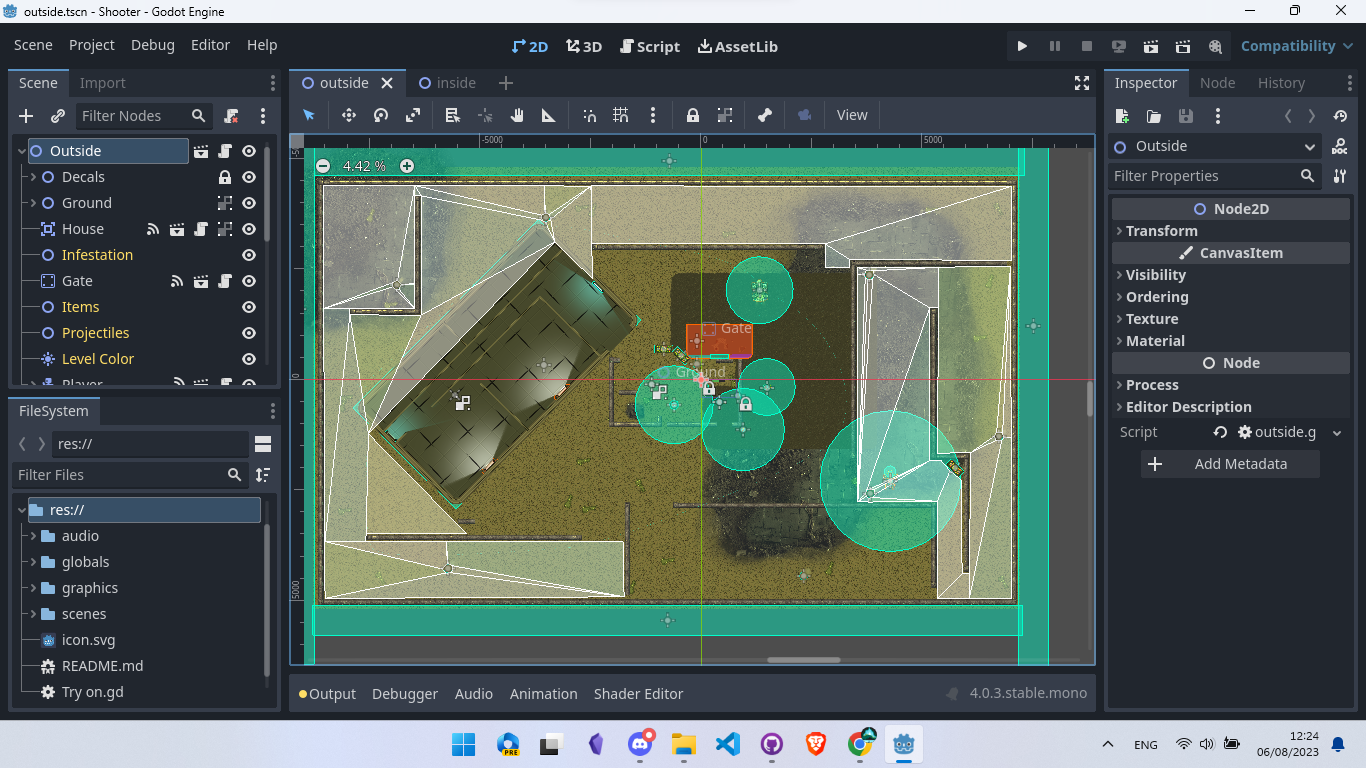 outside.tscn - Shooter - Godot Engine
Scene Project Debug Editor Help
2D 3D Script AssetLib
Compatibility
Scene Import
Filter Nodes
Outside
Decals
Ground
House
Infestation
Gate
Items
Projectiles
Level Color
Player
FileSystem
res://
Filter Files
res://
audio
globals
graphics
scenes
icon.svg
README.md
Try on.gd
outside inside
View
-5000 0 5000
4.42 %
0
5000
Gate
Ground
Output Debugger Audio Animation Shader Editor
4.0.3.stable.mono
Inspector Node History
Outside
Filter Properties
Node2D
Transform
CanvasItem
Visibility
Ordering
Texture
Material
Node
Process
Editor Description
Script outside.g
Add Metadata
PRE
ENG
12:24
06/08/2023